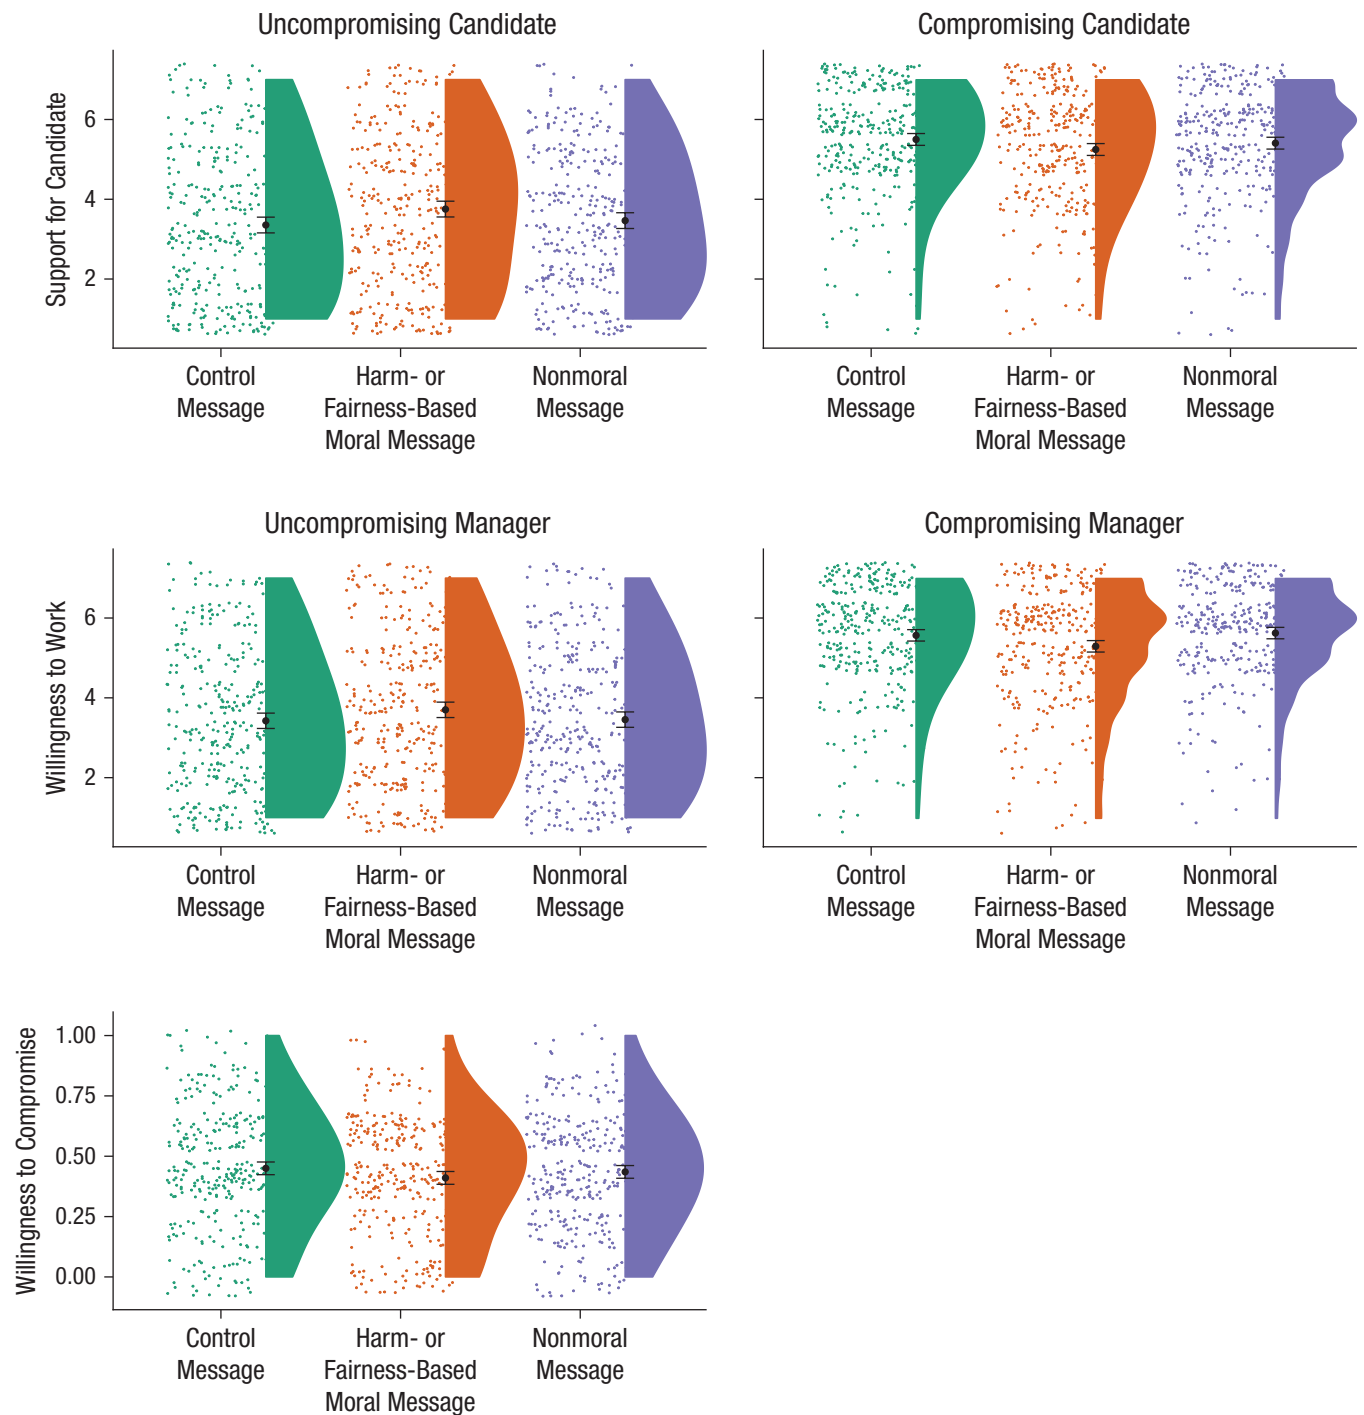 Uncompromising Candidate
Compromising Candidate
Support for Candidate
6
4
2
Control
Message
Harm- or
Fairness-Based
Moral Message
Nonmoral
Message
Control
Message
Harm- or
Fairness-Based
Moral Message
Nonmoral
Message
Uncompromising Manager
Compromising Manager
Willingness to Work
6
4
2
Control
Message
Harm- or
Fairness-Based
Moral Message
Nonmoral
Message
Control
Message
Harm- or
Fairness-Based
Moral Message
Nonmoral
Message
Willingness to Compromise
1.00
0.75
0.50
0.25
0.00
Control
Message
Harm- or
Fairness-Based
Moral Message
Nonmoral
Message